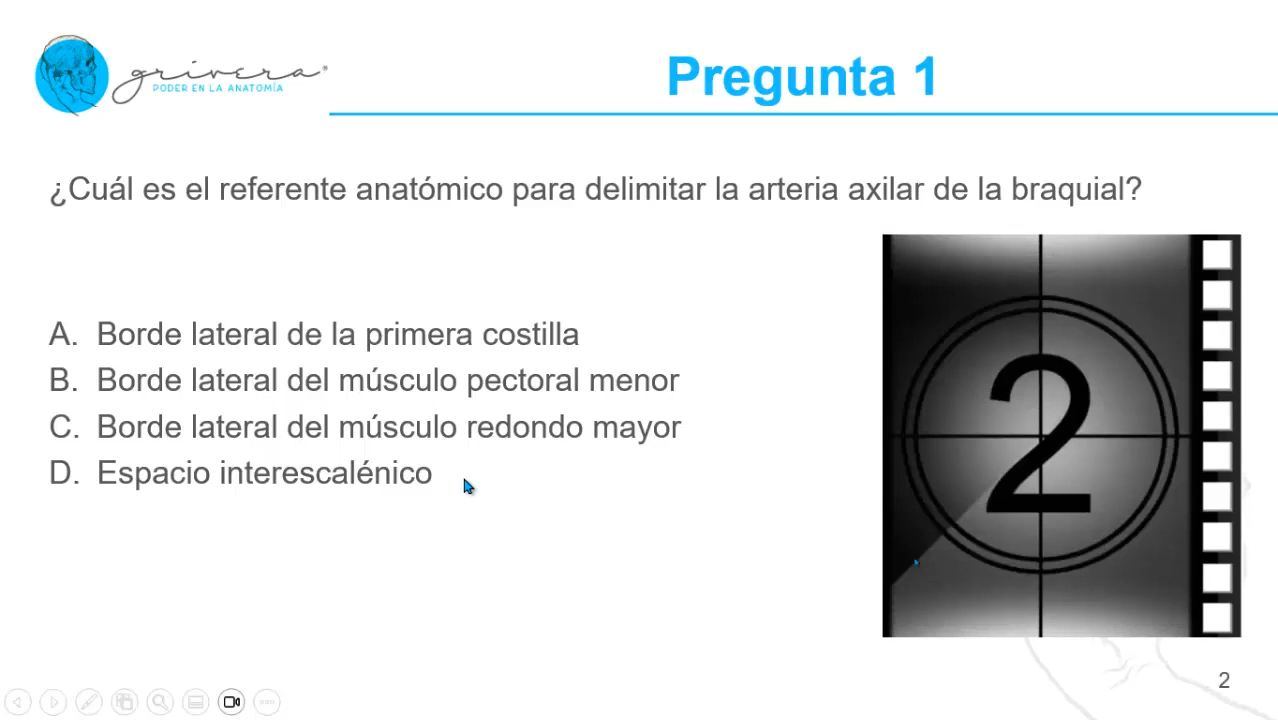 grivera®
PODER EN LA ANATOMÍA
Pregunta 1
¿Cuál es el referente anatómico para delimitar la arteria axilar de la braquial?
A. Borde lateral de la primera costilla
B. Borde lateral del músculo pectoral menor
C. Borde lateral del músculo redondo mayor
D. Espacio interescalénico
2
2